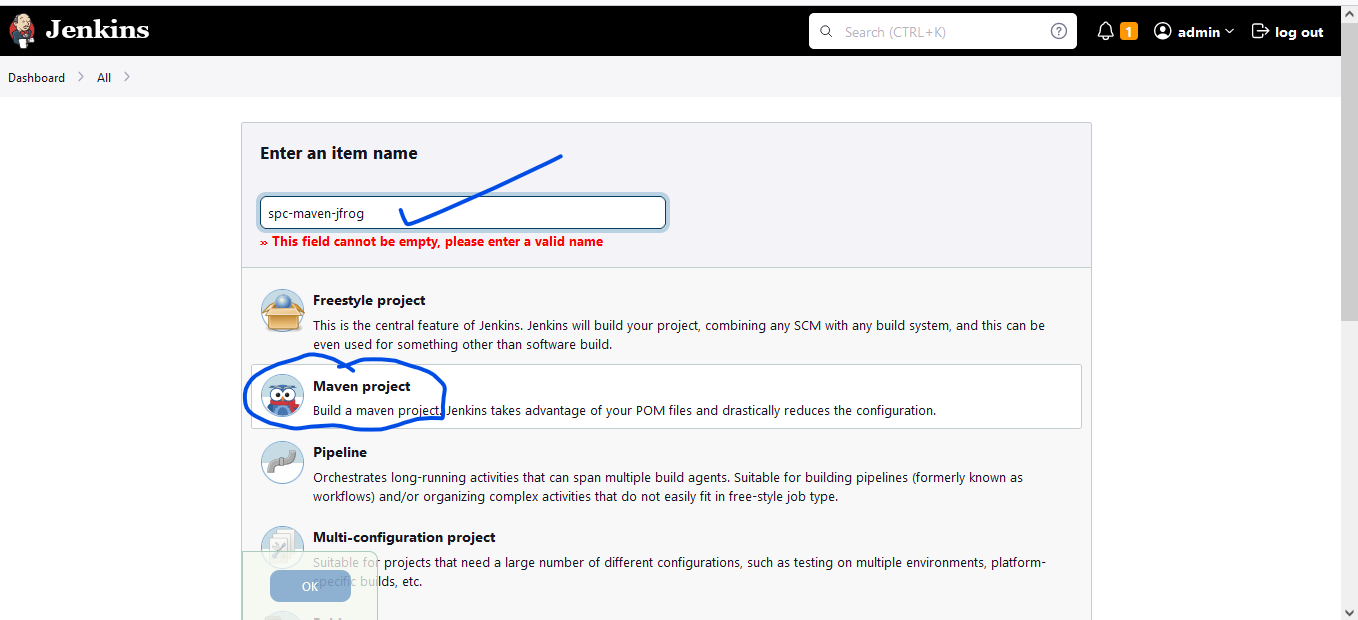 Jenkins
Search (CTRL+K)
?
1
admin
log out
Dashboard
All
Enter an item name
spc-maven-jfrog
» This field cannot be empty, please enter a valid name
Freestyle project
This is the central feature of Jenkins. Jenkins will build your project, combining any SCM with any build system, and this can be
even used for something other than software build.
Maven project
Build a maven project. Jenkins takes advantage of your POM files and drastically reduces the configuration.
Pipeline
Orchestrates long-running activities that can span multiple build agents. Suitable for building pipelines (formerly known as
workflows) and/or organizing complex activities that do not easily fit in free-style job type.
Multi-configuration project
Suitable for projects that need a large number of different configurations, such as testing on multiple environments, platform-
specific builds, etc.
OK